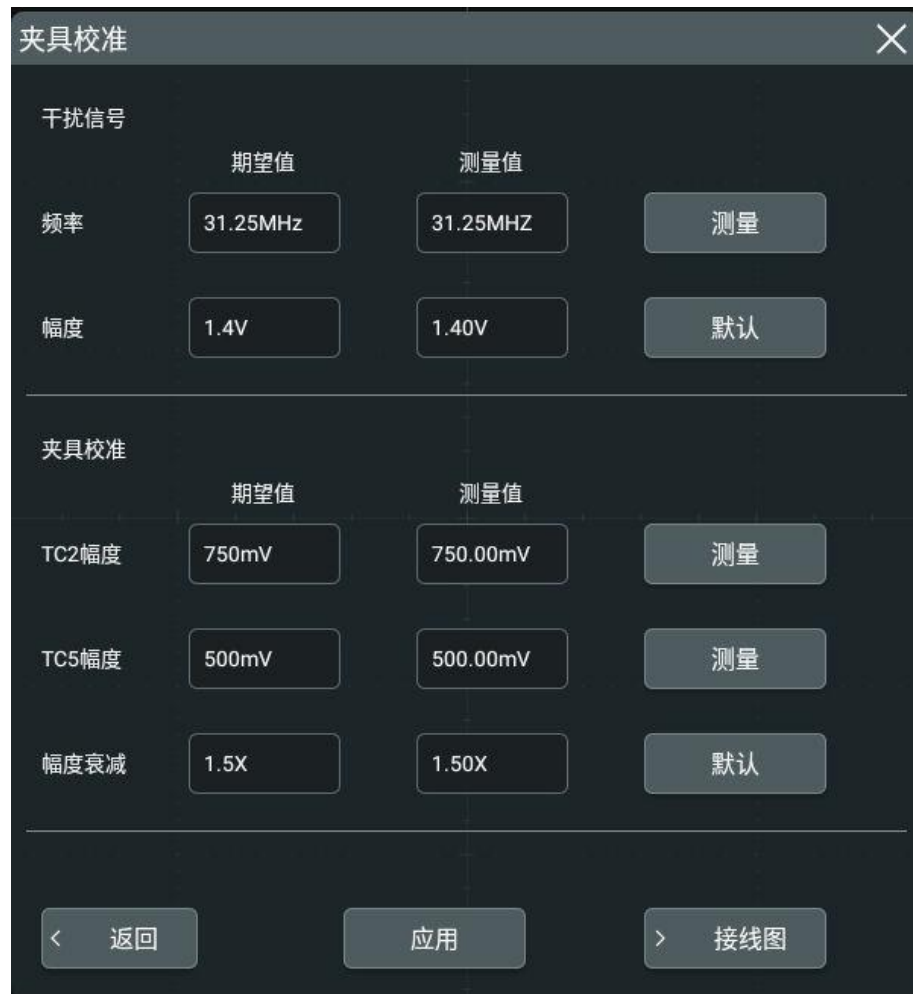 夹具校准
干扰信号
期望值 测量值
频率 31.25MHz 31.25MHZ 测量
幅度 1.4V 1.40V 默认
夹具校准
期望值 测量值
TC2幅度 750mV 750.00mV 测量
TC5幅度 500mV 500.00mV 测量
幅度衰减 1.5X 1.50X 默认
< 返回 应用 > 接线图